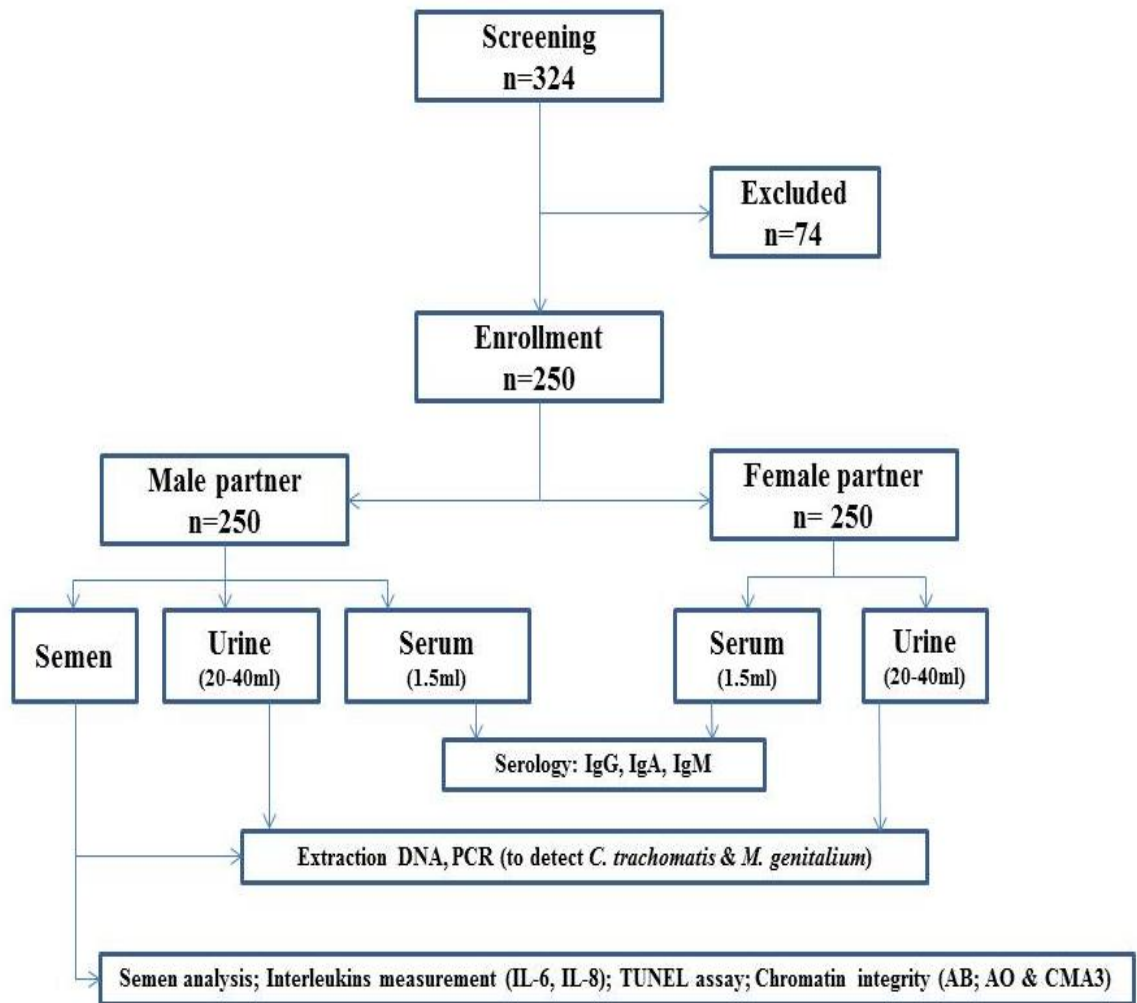 Screening
n=324
Excluded
n=74
Enrollment
n=250
Male partner
n=250
Female partner
n= 250
Semen
Urine
(20-40ml)
Serum
(1.5ml)
Serum
(1.5ml)
Urine
(20-40ml)
Serology: IgG, IgA, IgM
Extraction DNA, PCR (to detect C. trachomatis & M. genitalium)
Semen analysis; Interleukins measurement (IL-6, IL-8); TUNEL assay; Chromatin integrity (AB; AO & CMA3)